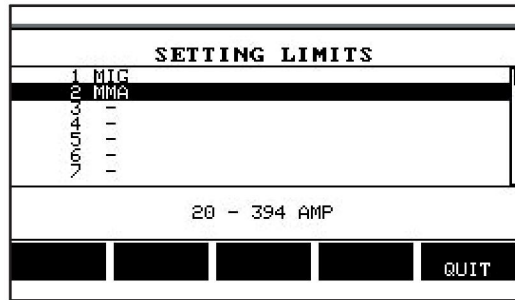 SETTING LIMITS
1 MIG
2 MMA
3 -
4 -
5 -
6 -
7 -
20 - 394 AMP
QUIT